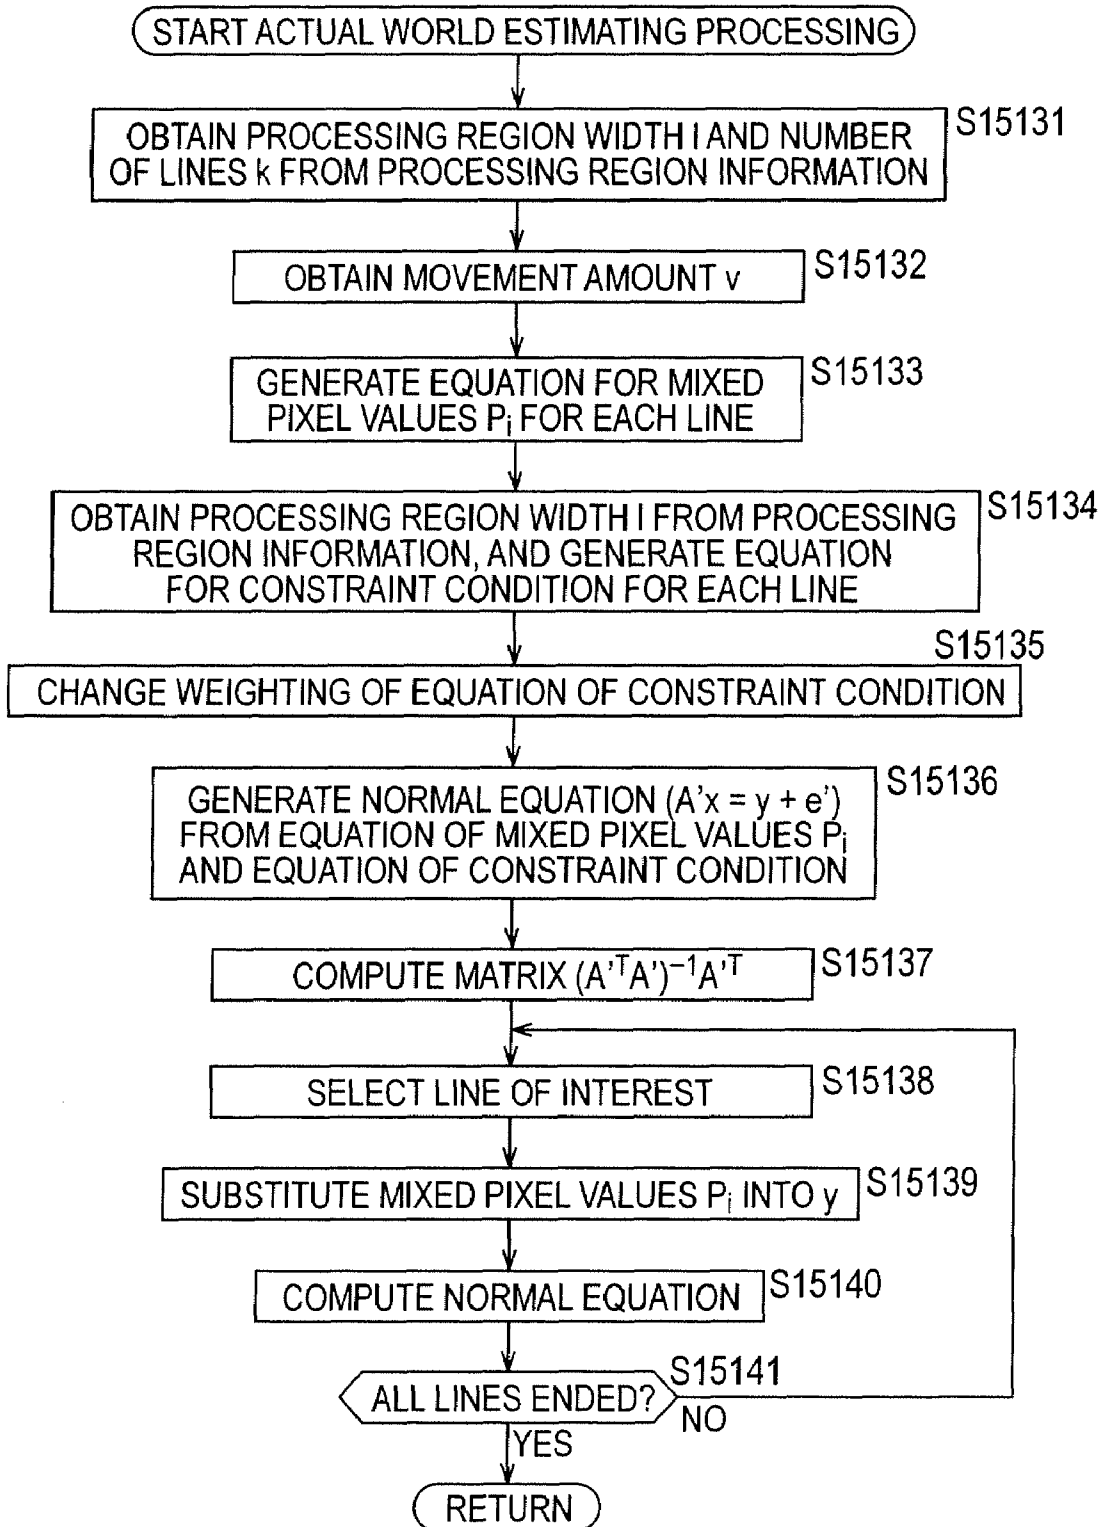 START ACTUAL WORLD ESTIMATING PROCESSING
S15131
OBTAIN PROCESSING REGION WIDTH l AND NUMBER
OF LINES k FROM PROCESSING REGION INFORMATION
S15132
OBTAIN MOVEMENT AMOUNT v
S15133
GENERATE EQUATION FOR MIXED
PIXEL VALUES Pi FOR EACH LINE
S15134
OBTAIN PROCESSING REGION WIDTH l FROM PROCESSING
REGION INFORMATION, AND GENERATE EQUATION
FOR CONSTRAINT CONDITION FOR EACH LINE
S15135
CHANGE WEIGHTING OF EQUATION OF CONSTRAINT CONDITION
S15136
GENERATE NORMAL EQUATION (A'x = y + e')
FROM EQUATION OF MIXED PIXEL VALUES Pi
AND EQUATION OF CONSTRAINT CONDITION
S15137
COMPUTE MATRIX (A'ᵀA')⁻¹A'ᵀ
S15138
SELECT LINE OF INTEREST
S15139
SUBSTITUTE MIXED PIXEL VALUES Pi INTO y
S15140
COMPUTE NORMAL EQUATION
S15141
ALL LINES ENDED?
NO
YES
RETURN